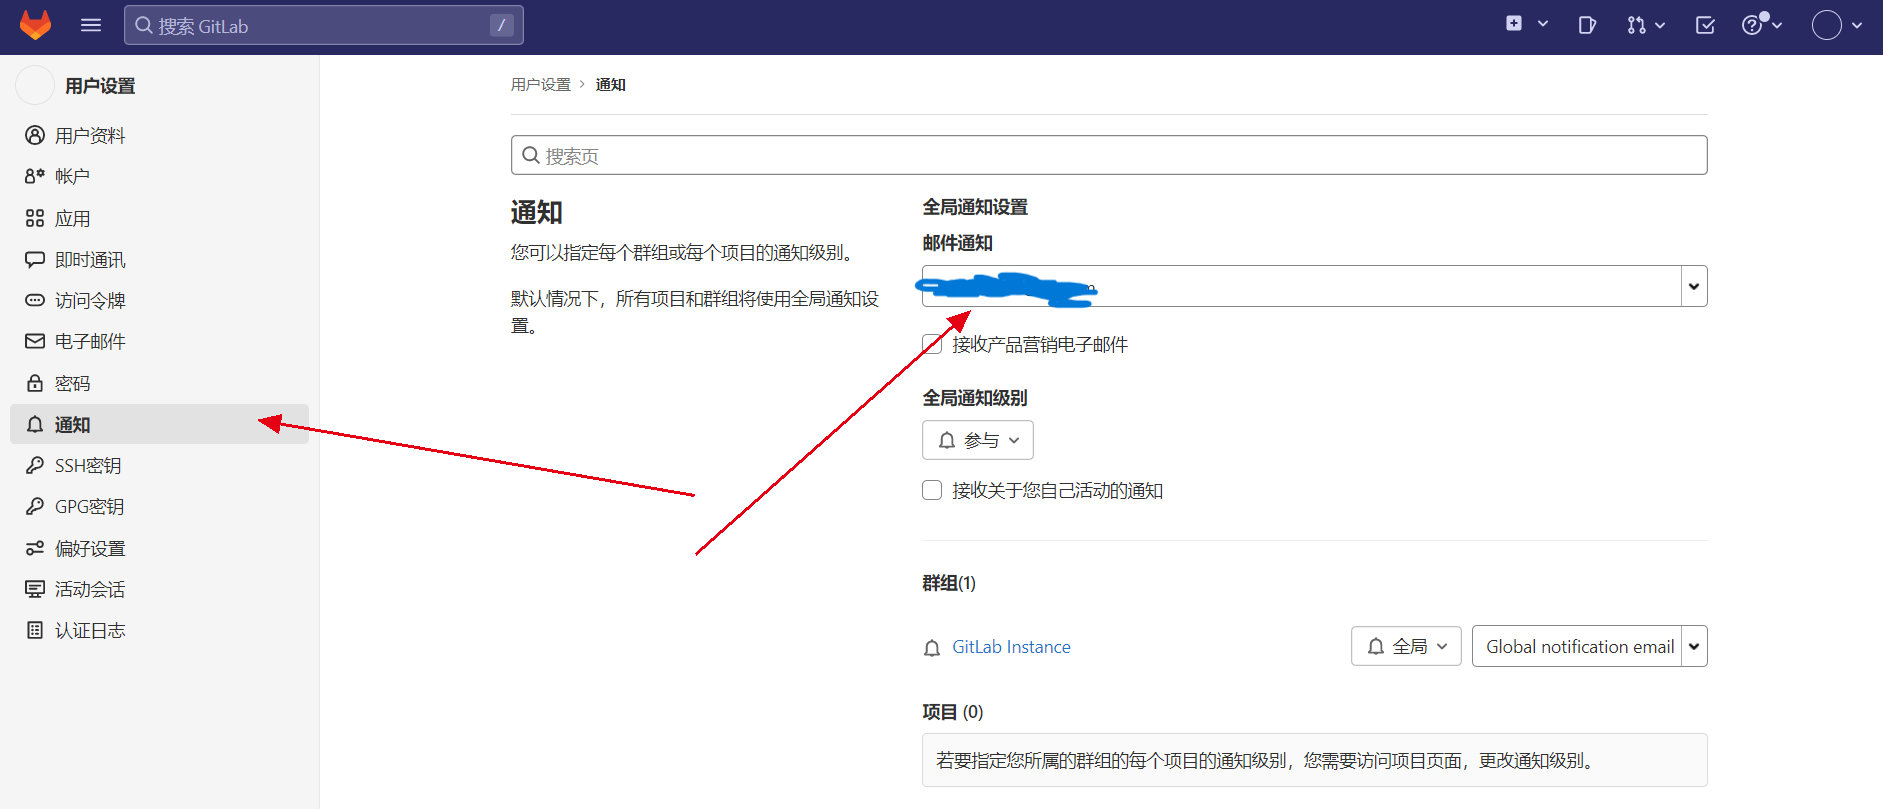 搜索 GitLab
/
用户设置
用户资料
帐户
应用
即时通讯
访问令牌
电子邮件
密码
通知
SSH密钥
GPG密钥
偏好设置
活动会话
认证日志
用户设置 › 通知
搜索页
通知
您可以指定每个群组或每个项目的通知级别。
默认情况下，所有项目和群组将使用全局通知设
置。
全局通知设置
邮件通知
接收产品营销电子邮件
全局通知级别
参与
接收关于您自己活动的通知
群组(1)
GitLab Instance
全局
Global notification email
项目 (0)
若要指定您所属的群组的每个项目的通知级别，您需要访问项目页面，更改通知级别。